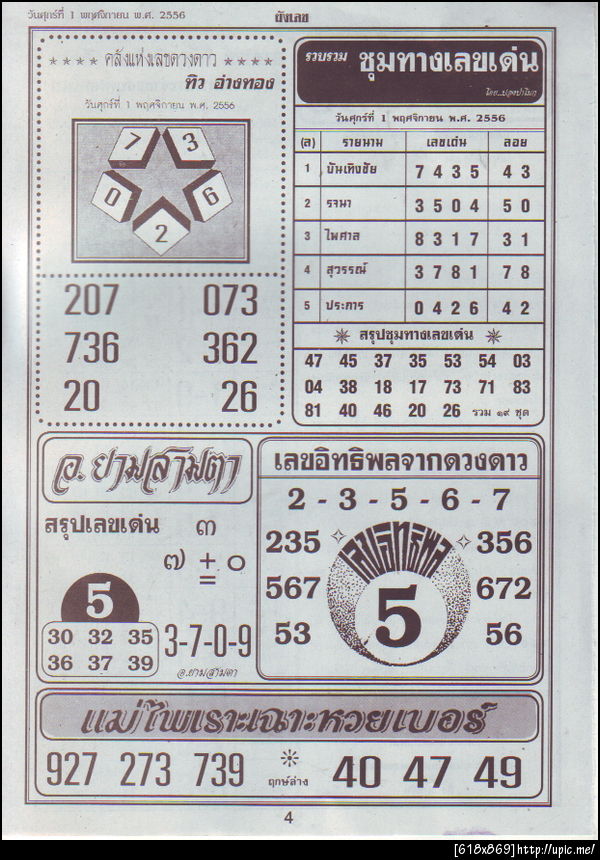 วันศุกร์ที่ 1 พฤศจิกายน พ.ศ. 2556
ยังเลข
★ ★ ★ ★ คลังแห่งเลขดวงดาว ★ ★ ★ ★
ทิว อ่างทอง
วันศุกร์ที่ 1 พฤศจิกายน พ.ศ. 2556
7 3
0 6
2
207 073
736 362
20 26
รวบรวม ชุมทางเลขเด่น
วันศุกร์ที่ 1 พฤศจิกายน พ.ศ. 2556
(ล) รายนาม เลขเด่น ลอย
1 บันเทิงชัย 7 4 3 5 4 3
2 รจนา 3 5 0 4 5 0
3 ไพศาล 8 3 1 7 3 1
4 สุวรรณ์ 3 7 8 1 7 8
5 ประการ 0 4 2 6 4 2
สรุปชุมทางเลขเด่น
47 45 37 35 53 54 03
04 38 18 17 73 71 83
81 40 46 20 26 รวม ๑๙ ชุด
อ.ยามสามตา
สรุปเลขเด่น ๓
๗ ± ๐
5
30 32 35
36 37 39
3-7-0-9
อ.ยามสามตา
เลขอิทธิพลจากดวงดาว
2 - 3 - 5 - 6 - 7
เลขอิทธิพล
235 356
567 5 672
53 56
แม่ไพเราะเฉาะหวยเบอร์
927 273 739 ฤกษ์ล่าง 40 47 49
4
[618x869]http://upic.me/